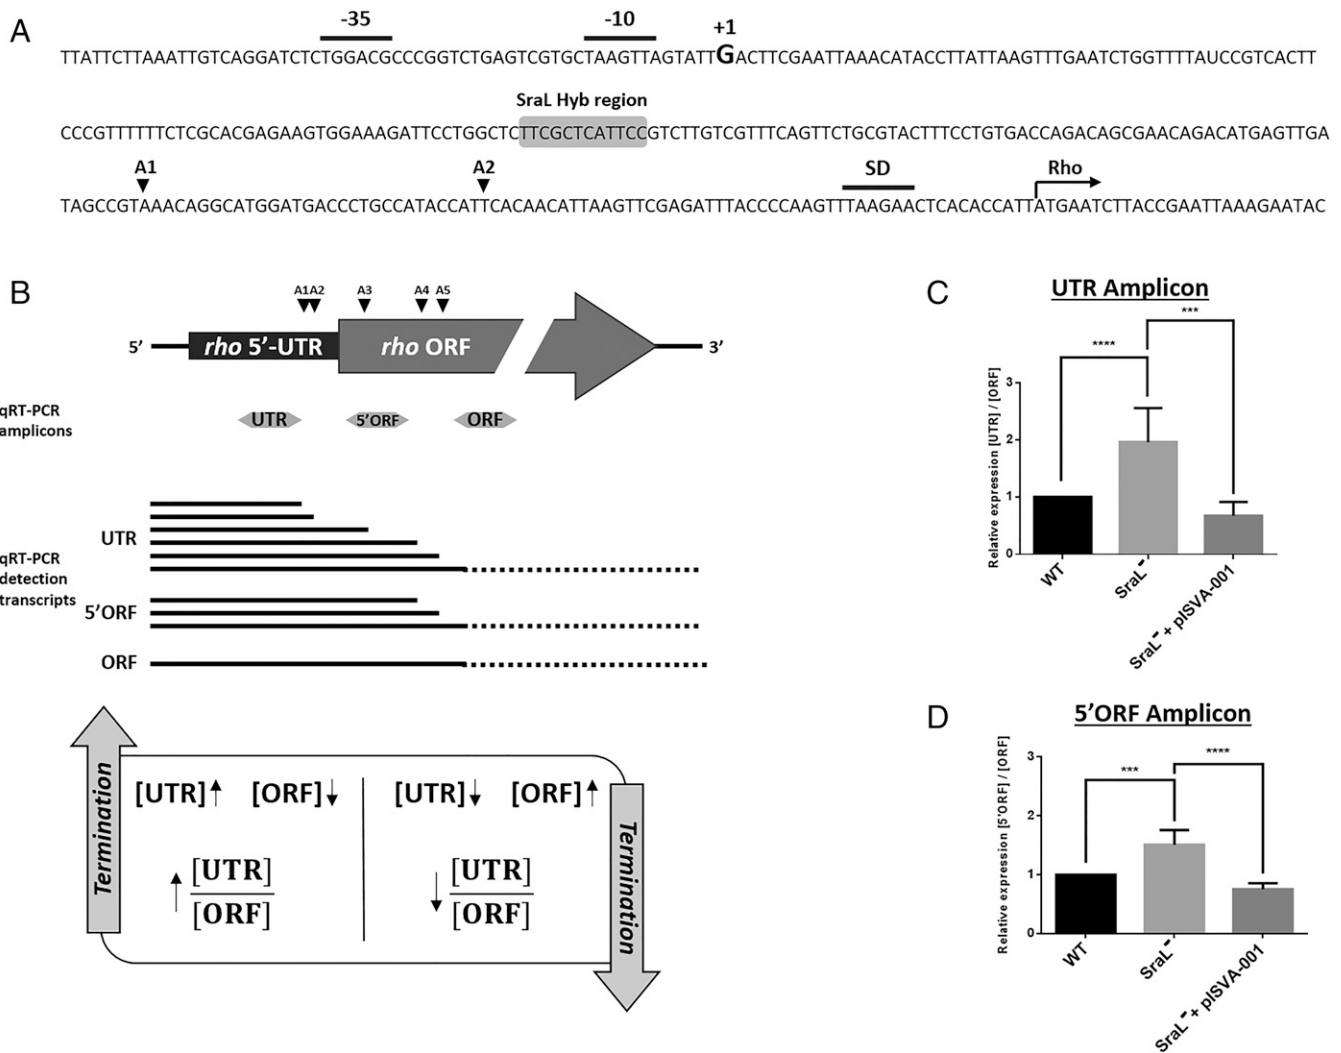 A
-35
-10
+1
TTATTCTTAAATTGTCAGGATCTCTGGACGCCCGGTCTGAGTCGTGCTAAGTTAGTATTGACTTCGAATTAAACATACCTTATTAAGTTTGAATCTGGTTTTAUCCGTCACTT
SraL Hyb region
CCCGTTTTTTCTCGCACGAGAAGTGGAAAGATTCCTGGCTCTTCGCTCATTCCGTCTTGTCGTTTCAGTTCTGCGTACTTTCCTGTGACCAGACAGCGAACAGACATGAGTTGA
A1
A2
SD
Rho
TAGCCGTAAACAGGCATGGATGACCCTGCCATACCATTCACAACATTAAGTTCGAGATTTACCCCAAGTTTAAGAACTCACACCATTATGAATCTTACCGAATTAAAGAATAC
B
A1 A2 A3 A4 A5
5’ rho 5’-UTR rho ORF 3’
qRT-PCR
amplicons
UTR 5’ORF ORF
UTR
qRT-PCR
detection
transcripts
5’ORF
ORF
Termination
[UTR]↑ [ORF]↓ [UTR]↓ [ORF]↑
↑ [UTR]
[ORF]
↓ [UTR]
[ORF]
Termination
C
UTR Amplicon
***
****
Relative expression [UTR] / [ORF]
3
2
1
0
WT
SraL-
SraL- + pISVA-001
D
5’ORF Amplicon
***
****
Relative expression [5’ORF] / [ORF]
3
2
1
0
WT
SraL-
SraL- + pISVA-001